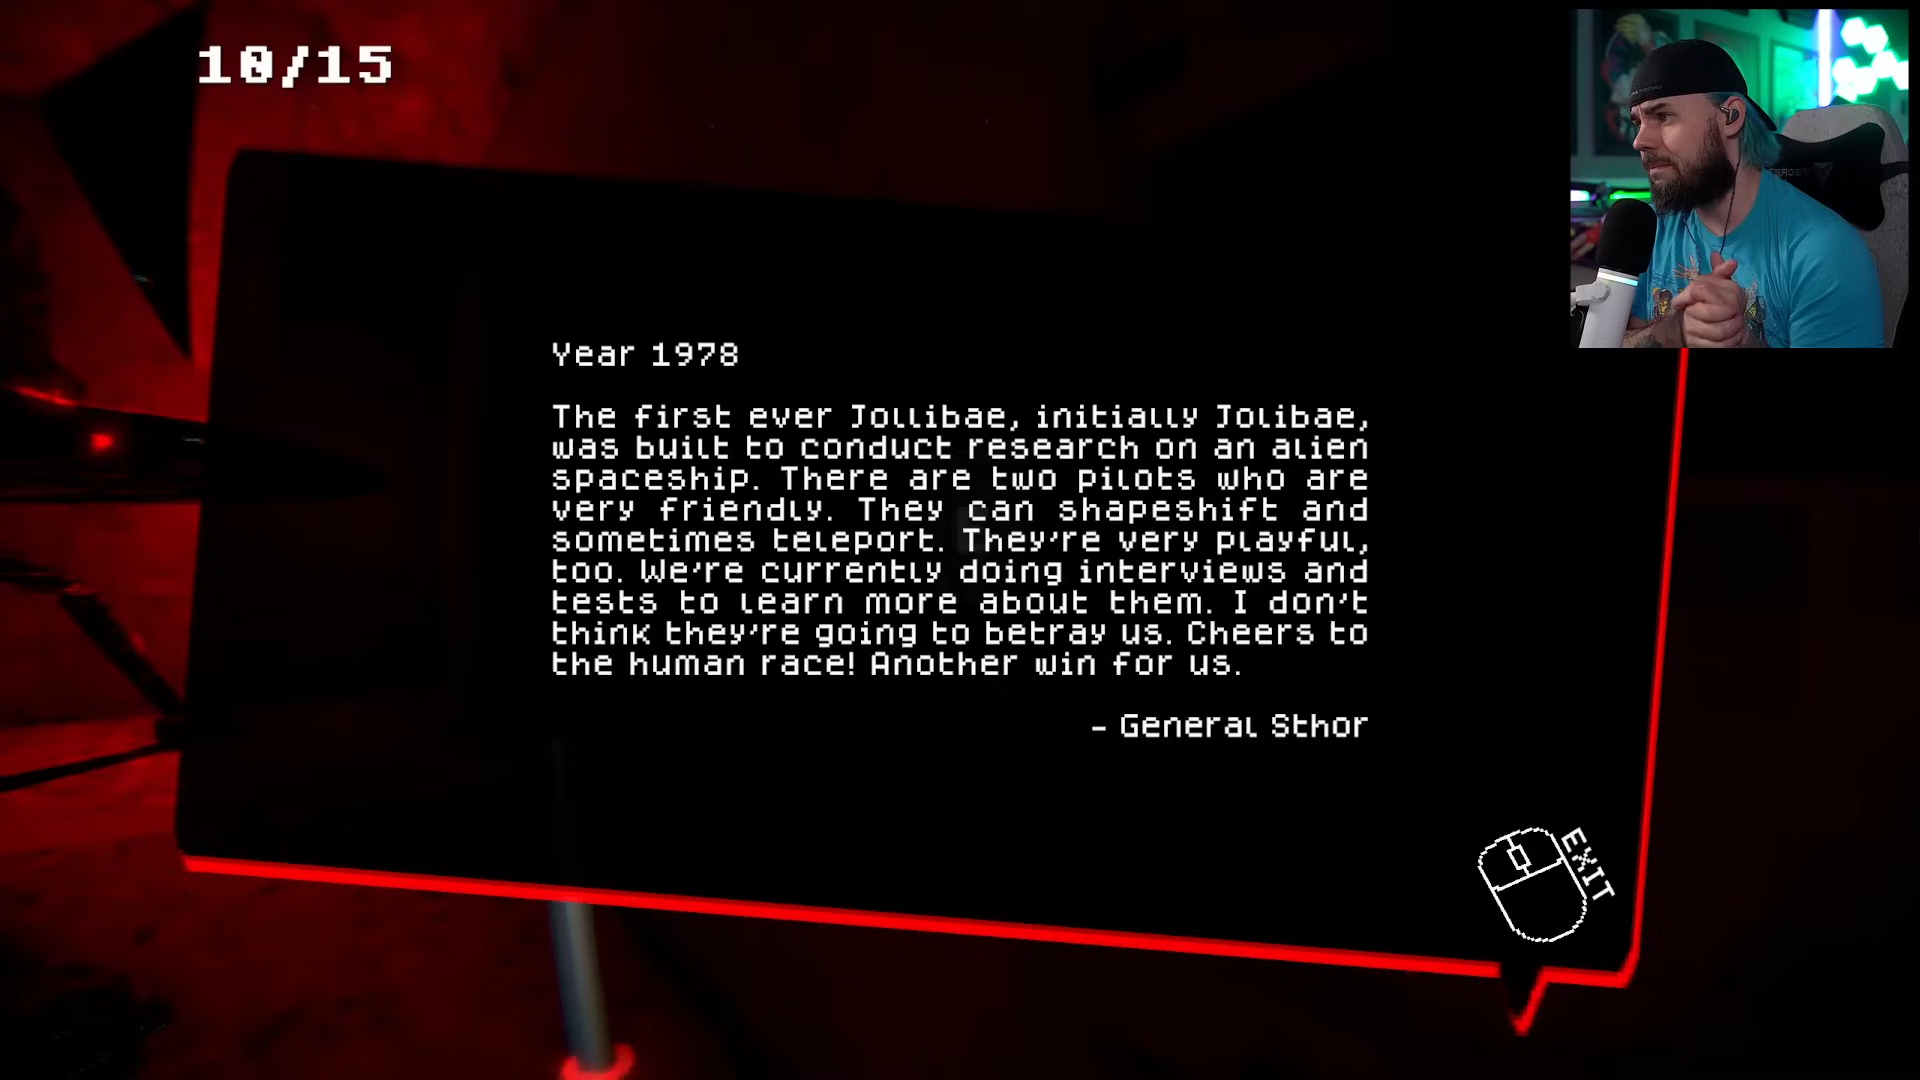 10/15
Year 1978
The first ever Jollibae, initially Jolibae,
was built to conduct research on an alien
spaceship. There are two pilots who are
very friendly. They can shapeshift and
sometimes teleport. They're very playful,
too. We're currently doing interviews and
tests to learn more about them. I don't
think they're going to betray us. Cheers to
the human race! Another win for us.
- General Sthor
EXIT